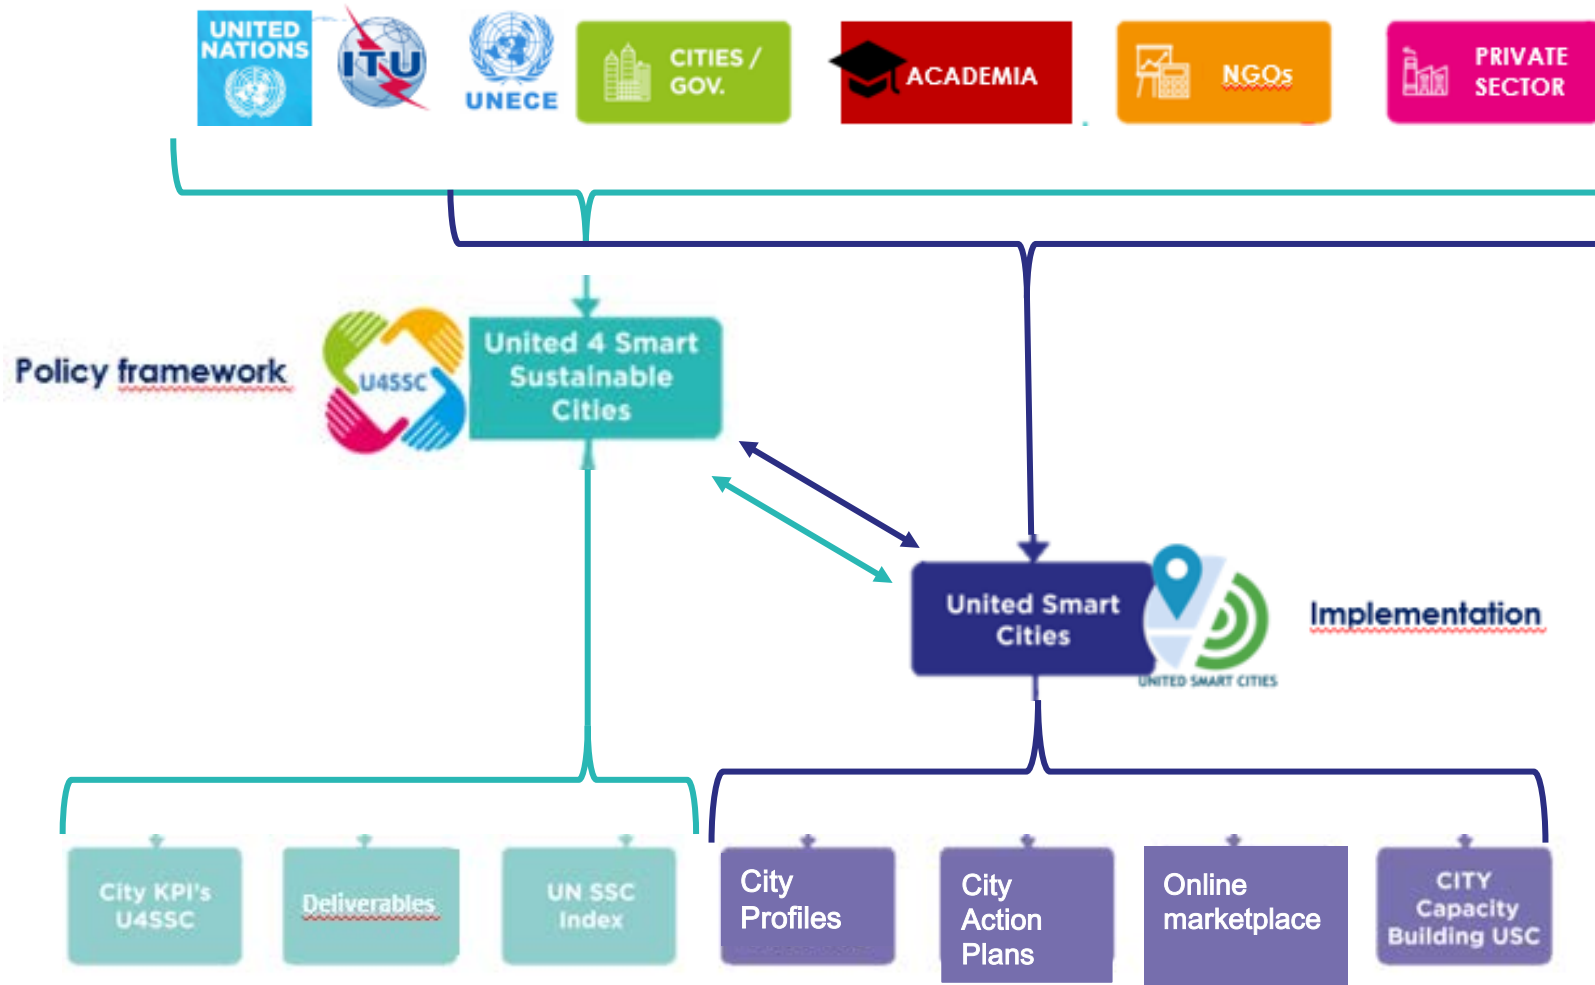 UNITED
NATIONS
ITU
UNECE
CITIES /
GOV.
ACADEMIA
NGOs
PRIVATE
SECTOR
Policy framework
U4SSC
United 4 Smart
Sustainable
Cities
United Smart
Cities
UNITED SMART CITIES
Implementation
City KPI's
U4SSC
Deliverables
UN SSC
Index
City
Profiles
City
Action
Plans
Online
marketplace
CITY
Capacity
Building USC